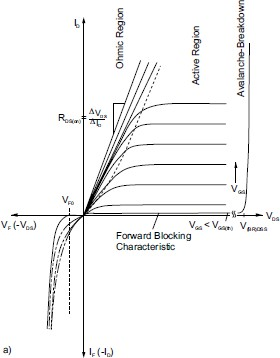 I_D
Ohmic Region
Active Region
Avalanche-Breakdown
R_DS(on) = ΔV_DS / ΔI_D
V_GS
V_F0
V_F (-V_DS)
V_GS < V_GS(th)
V_DS
V_(BR)DSS
Forward Blocking
Characteristic
I_F (-I_D)
a)